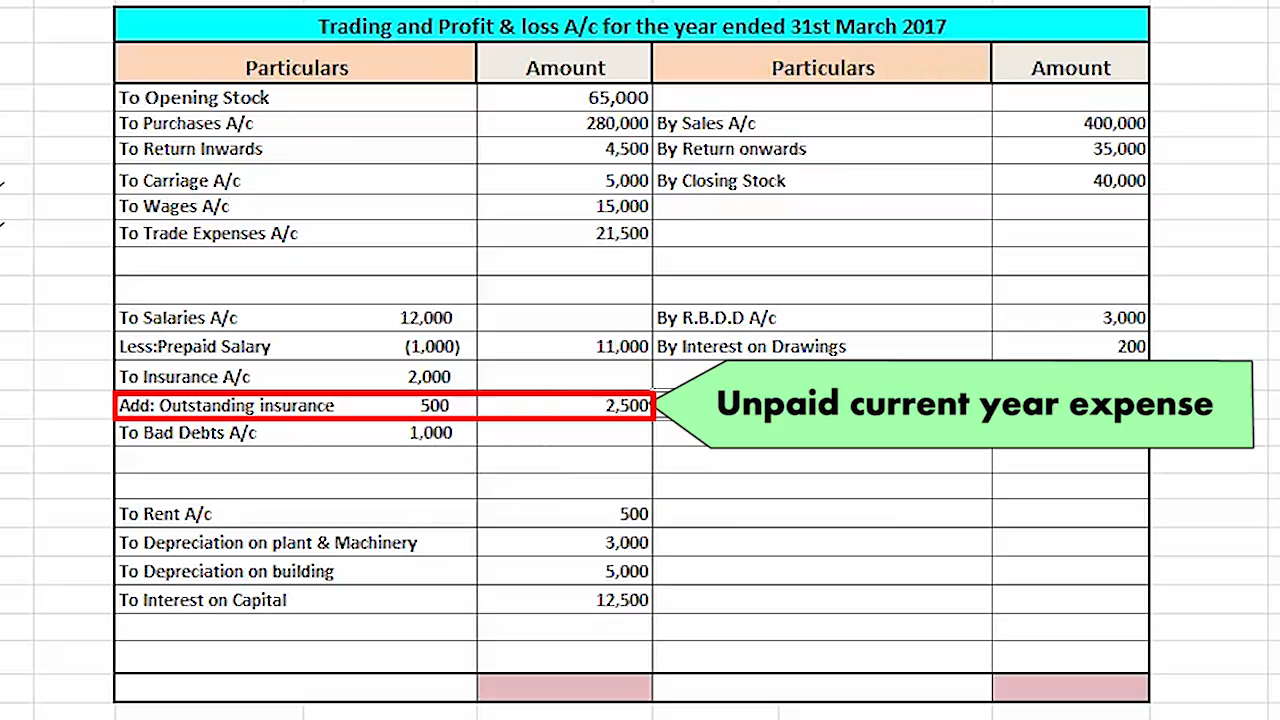 Trading and Profit & loss A/c for the year ended 31st March 2017
Particulars Amount Particulars Amount
To Opening Stock 65,000
To Purchases A/c 280,000 By Sales A/c 400,000
To Return Inwards 4,500 By Return onwards 35,000
To Carriage A/c 5,000 By Closing Stock 40,000
To Wages A/c 15,000
To Trade Expenses A/c 21,500
To Salaries A/c 12,000 By R.B.D.D A/c 3,000
Less:Prepaid Salary (1,000) 11,000 By Interest on Drawings 200
To Insurance A/c 2,000
Add: Outstanding insurance 500 2,500 Unpaid current year expense
To Bad Debts A/c 1,000
To Rent A/c 500
To Depreciation on plant & Machinery 3,000
To Depreciation on building 5,000
To Interest on Capital 12,500